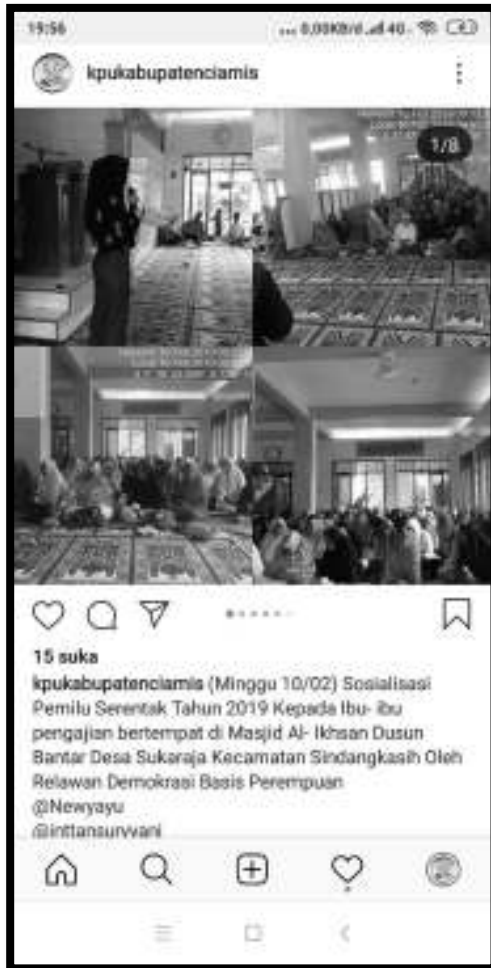 19:56
kpukabupatenciamis
1/8
15 suka
kpukabupatenciamis (Minggu 10/02) Sosialisasi
Pemilu Serentak Tahun 2019 Kepada Ibu- ibu
pengajian bertempat di Masjid Al- Ikhsan Dusun
Bantar Desa Sukaraja Kecamatan Sindangkasih Oleh
Relawan Demokrasi Basis Perempuan
@Newyayu